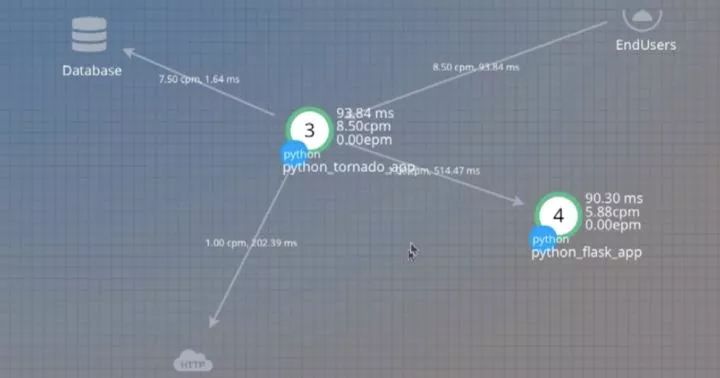 EndUsers
Database
8.50 cpm, 93.84 ms
7.50 cpm, 1.64 ms
3
93.84 ms
8.50cpm
0.00epm
python
python_tornado_app
514.47 ms
4
90.30 ms
5.88cpm
0.00epm
python
python_flask_app
1.00 cpm, 202.39 ms
HTTP